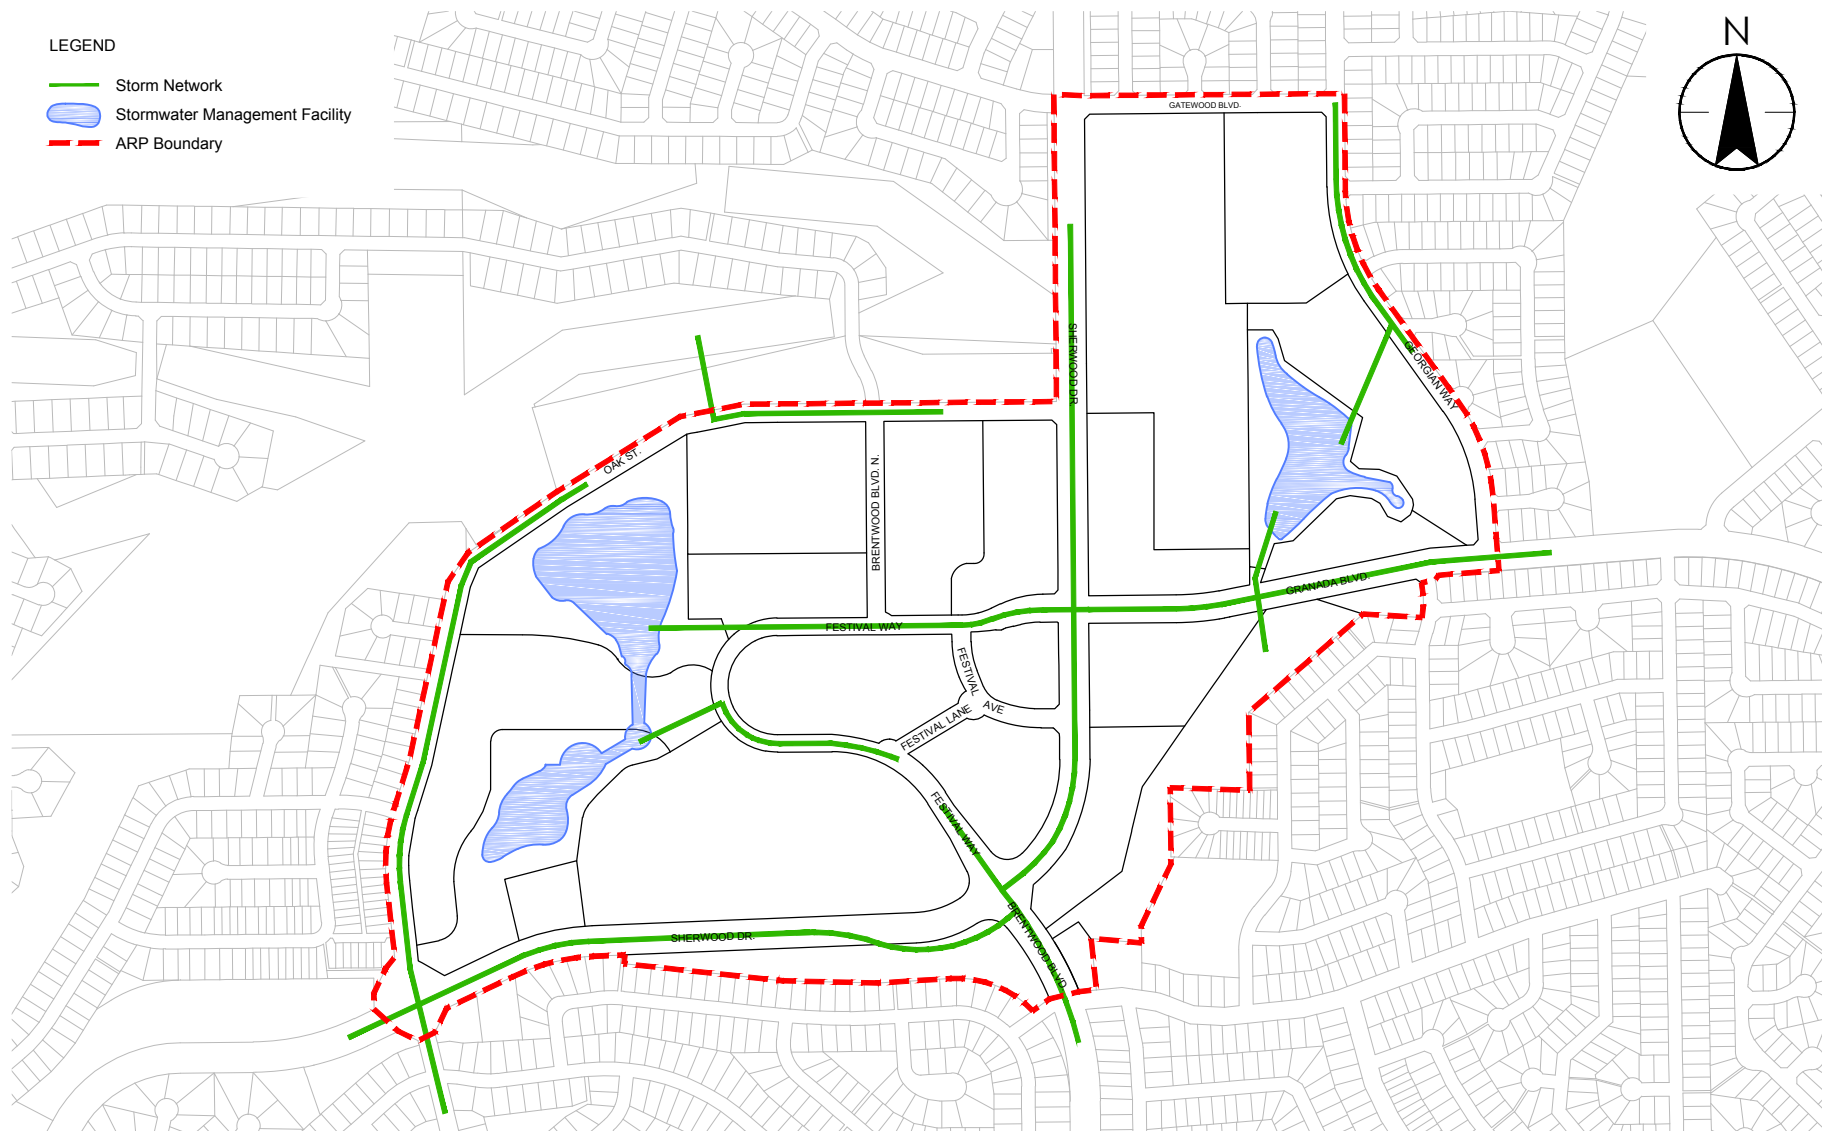 LEGEND
Storm Network
Stormwater Management Facility
ARP Boundary
N
GATEWOOD BLVD.
SHERWOOD DR.
GEORGIAN WAY
OAK ST.
BRENTWOOD BLVD. N.
GRANADA BLVD.
FESTIVAL WAY
FESTIVAL AVE
FESTIVAL LANE
FESTIVAL WAY
BRENTWOOD BLVD.
SHERWOOD DR.